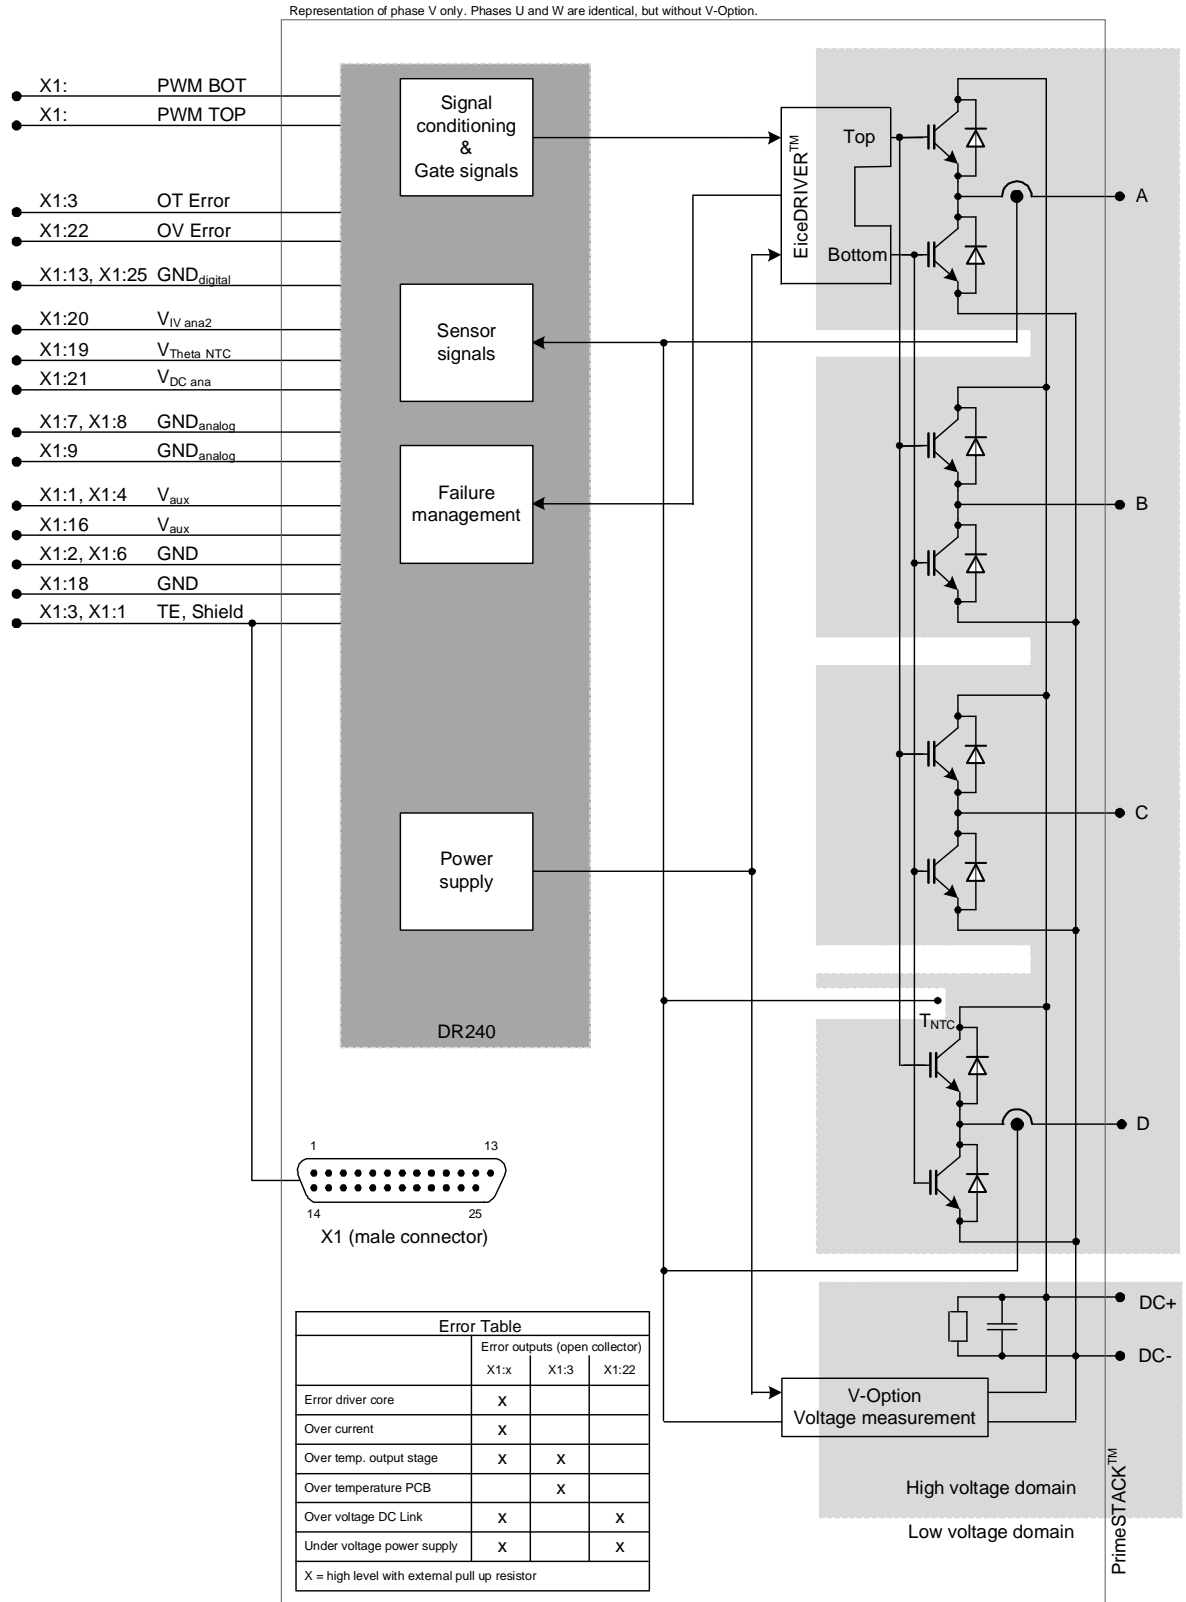 Representation of phase V only. Phases U and W are identical, but without V-Option.
X1: PWM BOT
X1: PWM TOP
X1:3 OT Error
X1:22 OV Error
X1:13, X1:25 GNDdigital
X1:20 VIV ana2
X1:19 VTheta NTC
X1:21 VDC ana
X1:7, X1:8 GNDanalog
X1:9 GNDanalog
X1:1, X1:4 Vaux
X1:16 Vaux
X1:2, X1:6 GND
X1:18 GND
X1:3, X1:1 TE, Shield
Signal
conditioning
&
Gate signals
Sensor
signals
Failure
management
Power
supply
DR240
EiceDRIVER™
Top
Bottom
A
B
C
TNTC
D
1 13
14 25
X1 (male connector)
DC+
DC-
V-Option
Voltage measurement
High voltage domain
Low voltage domain
PrimeSTACK™
Error Table
Error outputs (open collector)
X1:x X1:3 X1:22
Error driver core X
Over current X
Over temp. output stage X X
Over temperature PCB X
Over voltage DC Link X X
Under voltage power supply X X
X = high level with external pull up resistor